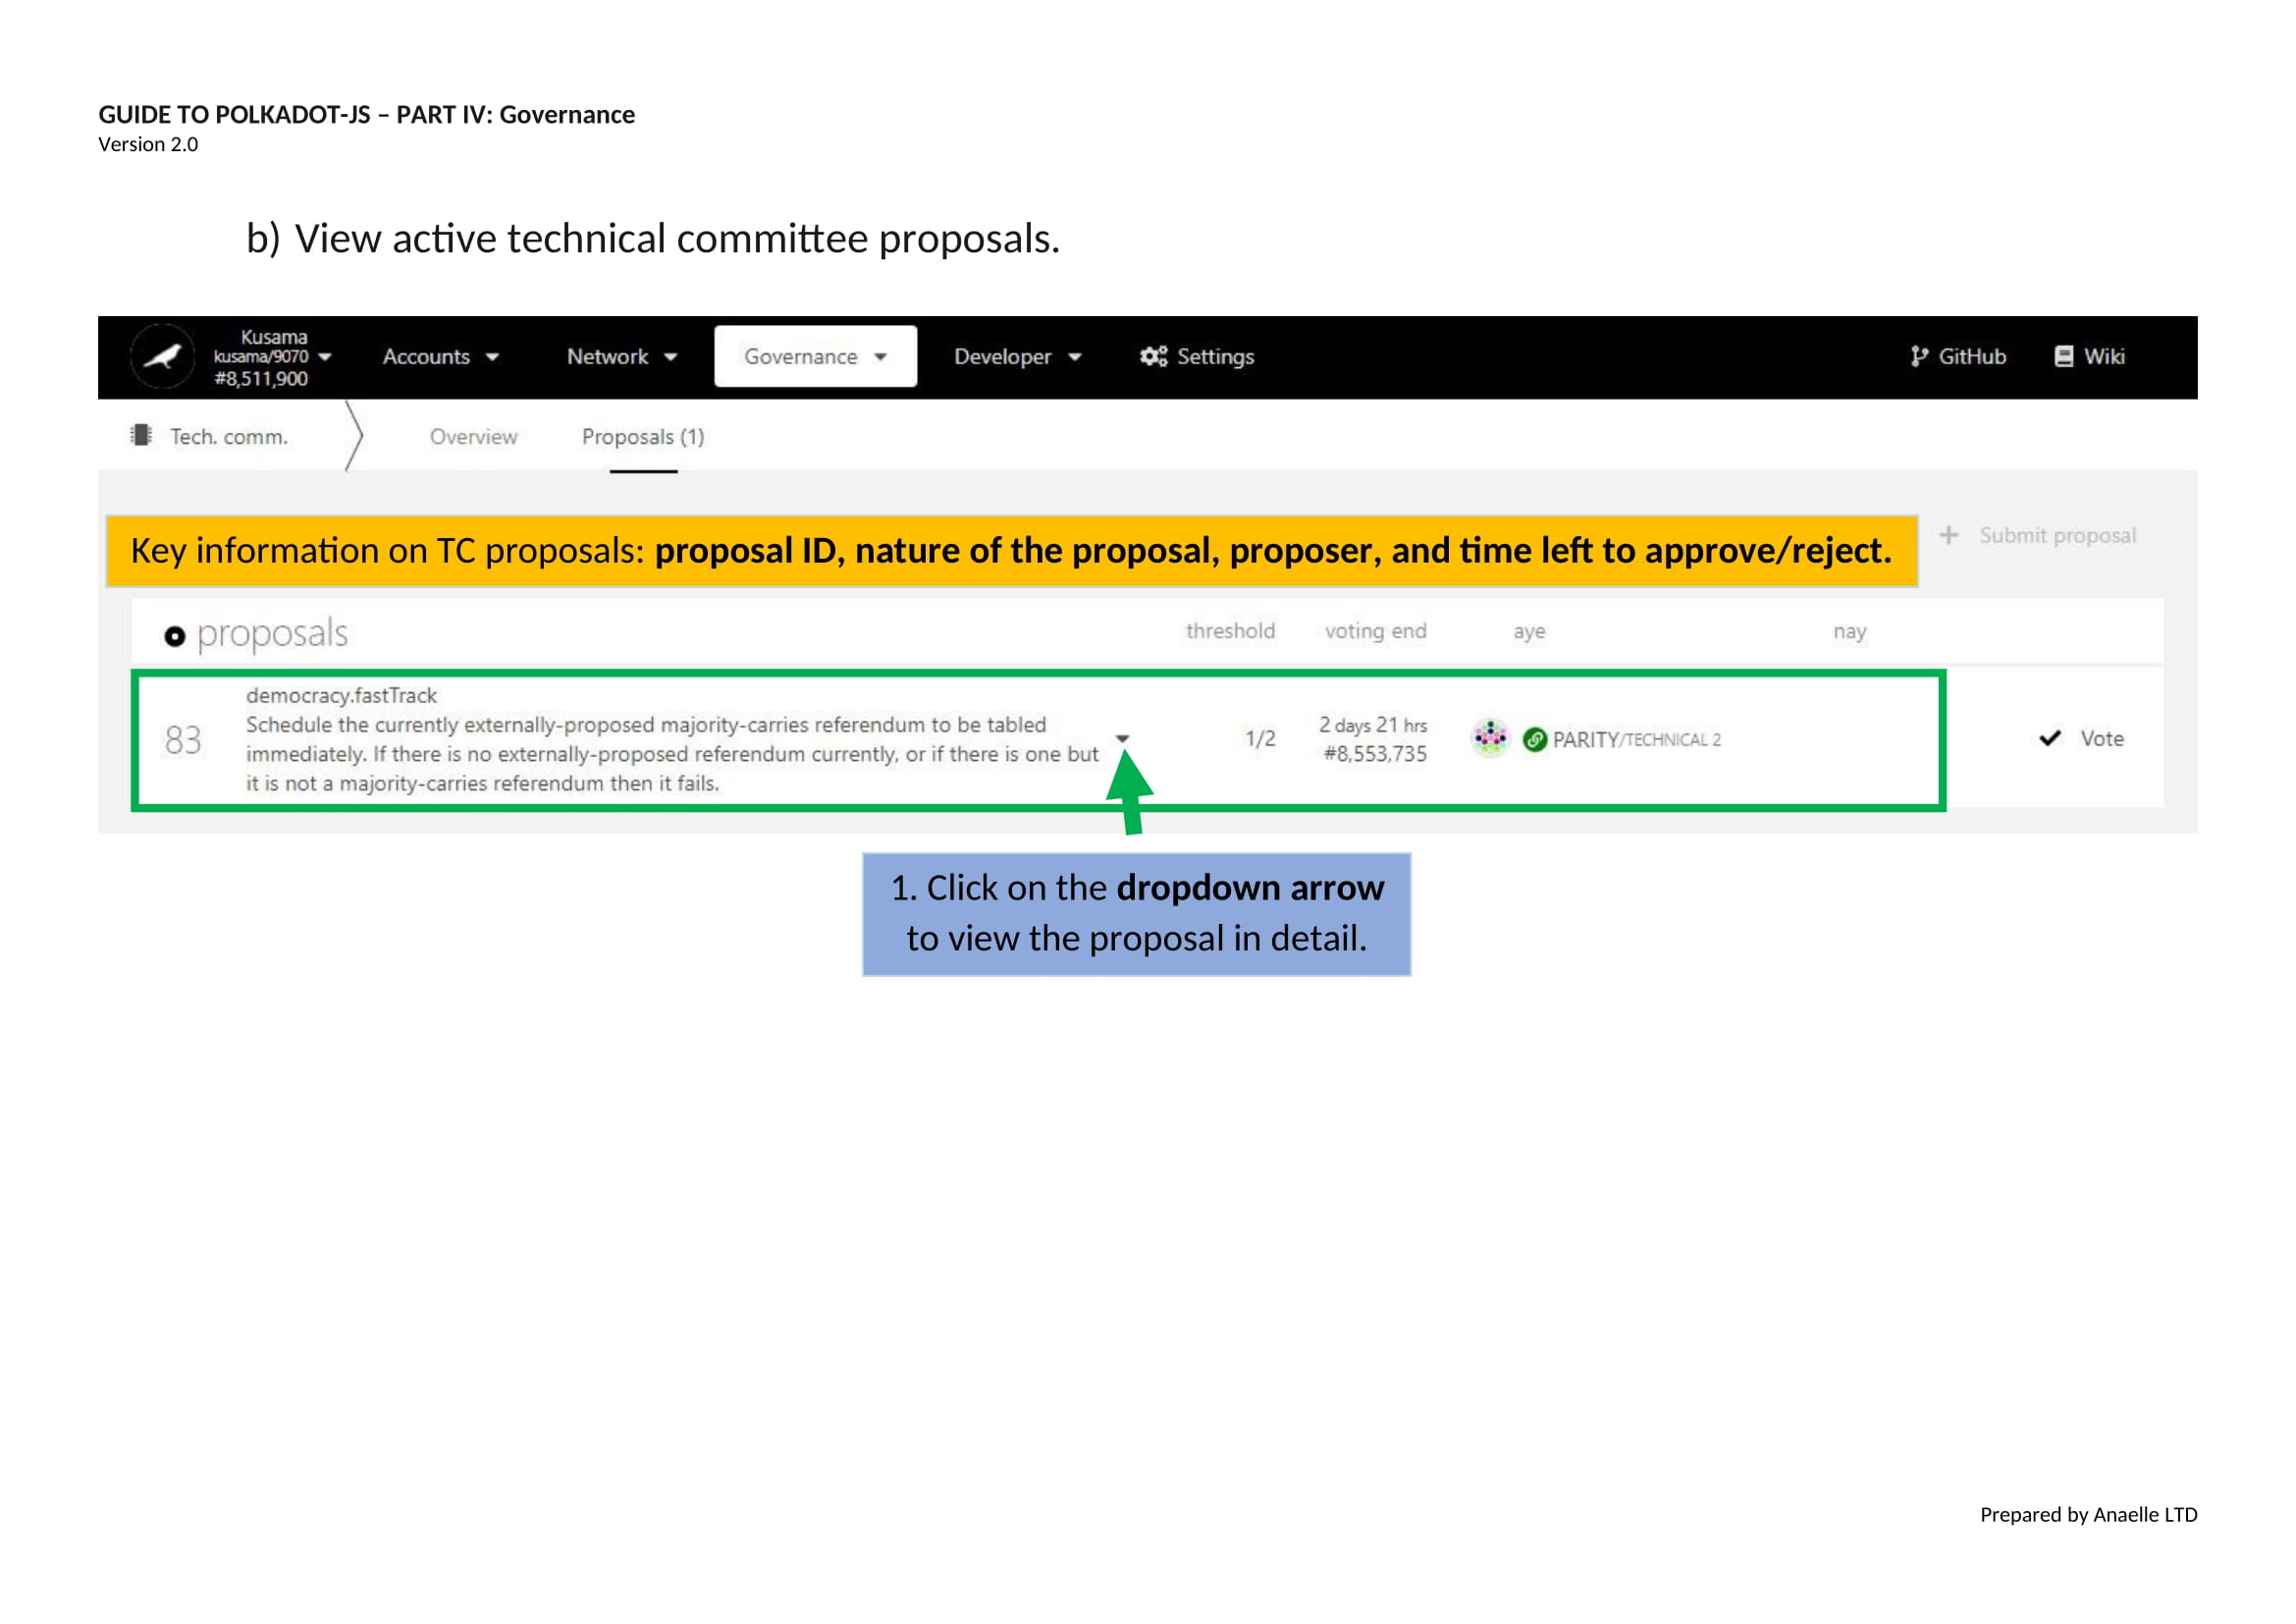 GUIDE TO POLKADOT-JS – PART IV: Governance
Version 2.0
b) View active technical committee proposals.
Kusama
kusama/9070
#8,511,900
Accounts
Network
Governance
Developer
Settings
GitHub
Wiki
Tech. comm.
Overview
Proposals (1)
Key information on TC proposals: proposal ID, nature of the proposal, proposer, and time left to approve/reject.
+ Submit proposal
proposals
threshold
voting end
aye
nay
83
democracy.fastTrack
Schedule the currently externally-proposed majority-carries referendum to be tabled
immediately. If there is no externally-proposed referendum currently, or if there is one but
it is not a majority-carries referendum then it fails.
1/2
2 days 21 hrs
#8,553,735
PARITY/TECHNICAL 2
Vote
1. Click on the dropdown arrow
to view the proposal in detail.
Prepared by Anaelle LTD